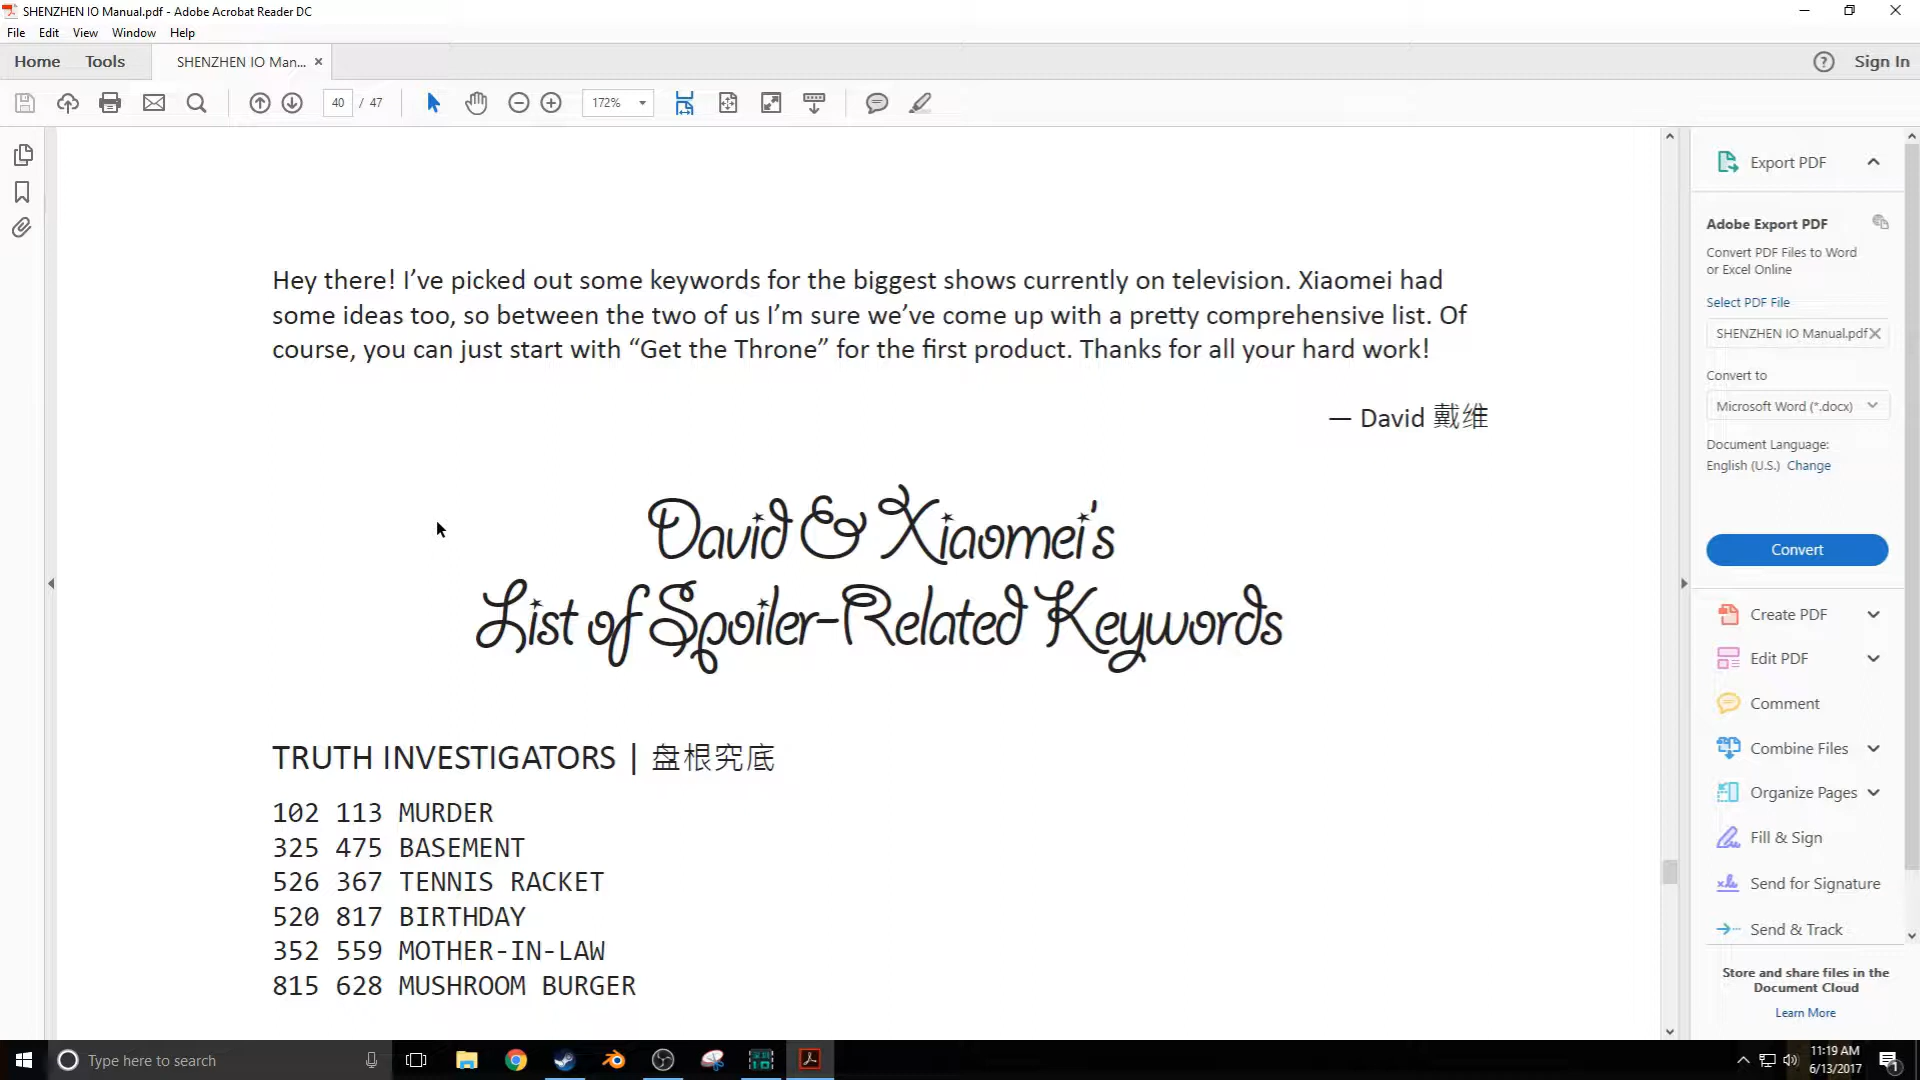 SHENZHEN IO Manual.pdf - Adobe Acrobat Reader DC
File Edit View Window Help
Home Tools SHENZHEN IO Man... × Sign In
40 / 47 172%
Export PDF
Adobe Export PDF
Convert PDF Files to Word
or Excel Online
Select PDF File
SHENZHEN IO Manual.pdf
Convert to
Microsoft Word (*.docx)
Document Language:
English (U.S.) Change
Convert
Create PDF
Edit PDF
Comment
Combine Files
Organize Pages
Fill & Sign
Send for Signature
Send & Track
Store and share files in the
Document Cloud
Learn More
Hey there! I’ve picked out some keywords for the biggest shows currently on television. Xiaomei had
some ideas too, so between the two of us I’m sure we’ve come up with a pretty comprehensive list. Of
course, you can just start with “Get the Throne” for the first product. Thanks for all your hard work!
— David 戴维
David & Xiaomei's
List of Spoiler-Related Keywords
TRUTH INVESTIGATORS | 盘根究底
102 113 MURDER
325 475 BASEMENT
526 367 TENNIS RACKET
520 817 BIRTHDAY
352 559 MOTHER-IN-LAW
815 628 MUSHROOM BURGER
Type here to search
11:19 AM
6/13/2017
1